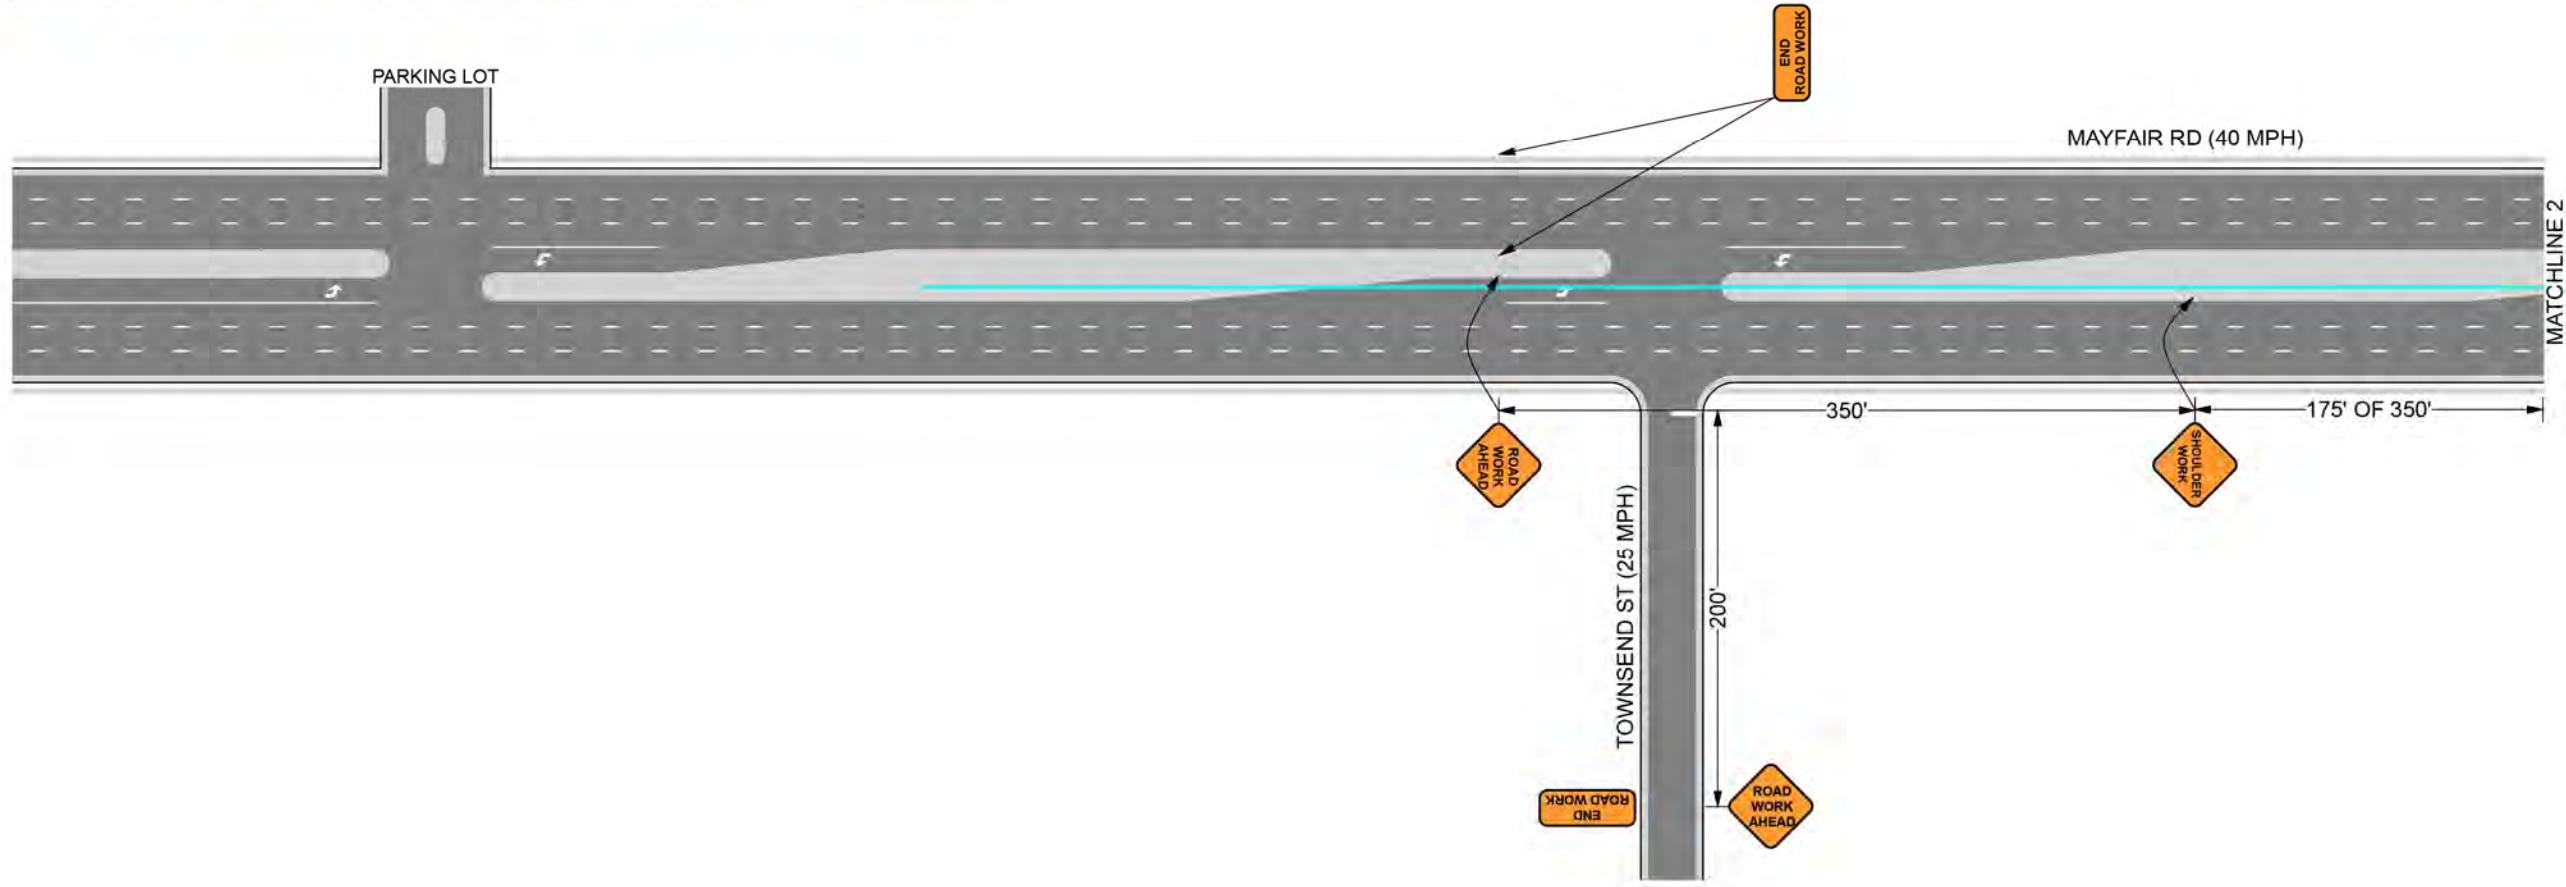 END
ROAD WORK
PARKING LOT
MAYFAIR RD (40 MPH)
MATCHLINE 2
350'
175' OF 350'
ROAD
WORK
AHEAD
SHOULDER
WORK
TOWNSEND ST (25 MPH)
200'
END
ROAD WORK
ROAD
WORK
AHEAD